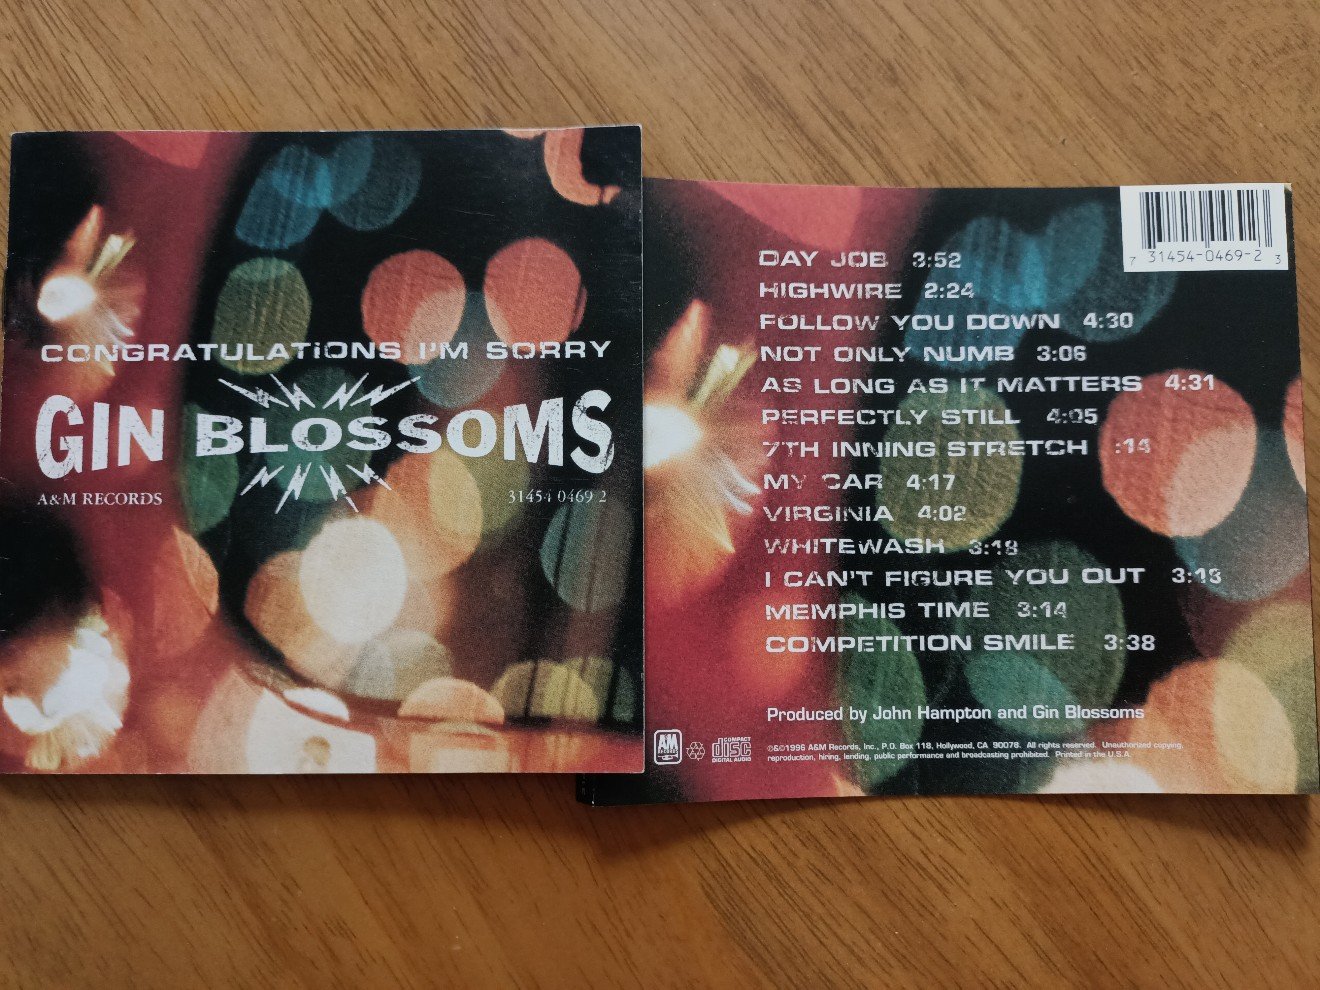 CONGRATULATIONS I'M SORRY
GIN BLOSSOMS
A&M RECORDS 31454 0469 2
7 31454-0469-2 3
DAY JOB 3:52
HIGHWIRE 2:24
FOLLOW YOU DOWN 4:30
NOT ONLY NUMB 3:06
AS LONG AS IT MATTERS 4:31
PERFECTLY STILL 4:05
7TH INNING STRETCH :14
MY CAR 4:17
VIRGINIA 4:02
WHITEWASH 3:18
I CAN'T FIGURE YOU OUT 3:13
MEMPHIS TIME 3:14
COMPETITION SMILE 3:38
Produced by John Hampton and Gin Blossoms
AM RECORDS
COMPACT disc DIGITAL AUDIO
℗&©1996 A&M Records, Inc., P.O. Box 118, Hollywood, CA 90078. All rights reserved. Unauthorized copying,
reproduction, hiring, lending, public performance and broadcasting prohibited. Printed in the U.S.A.